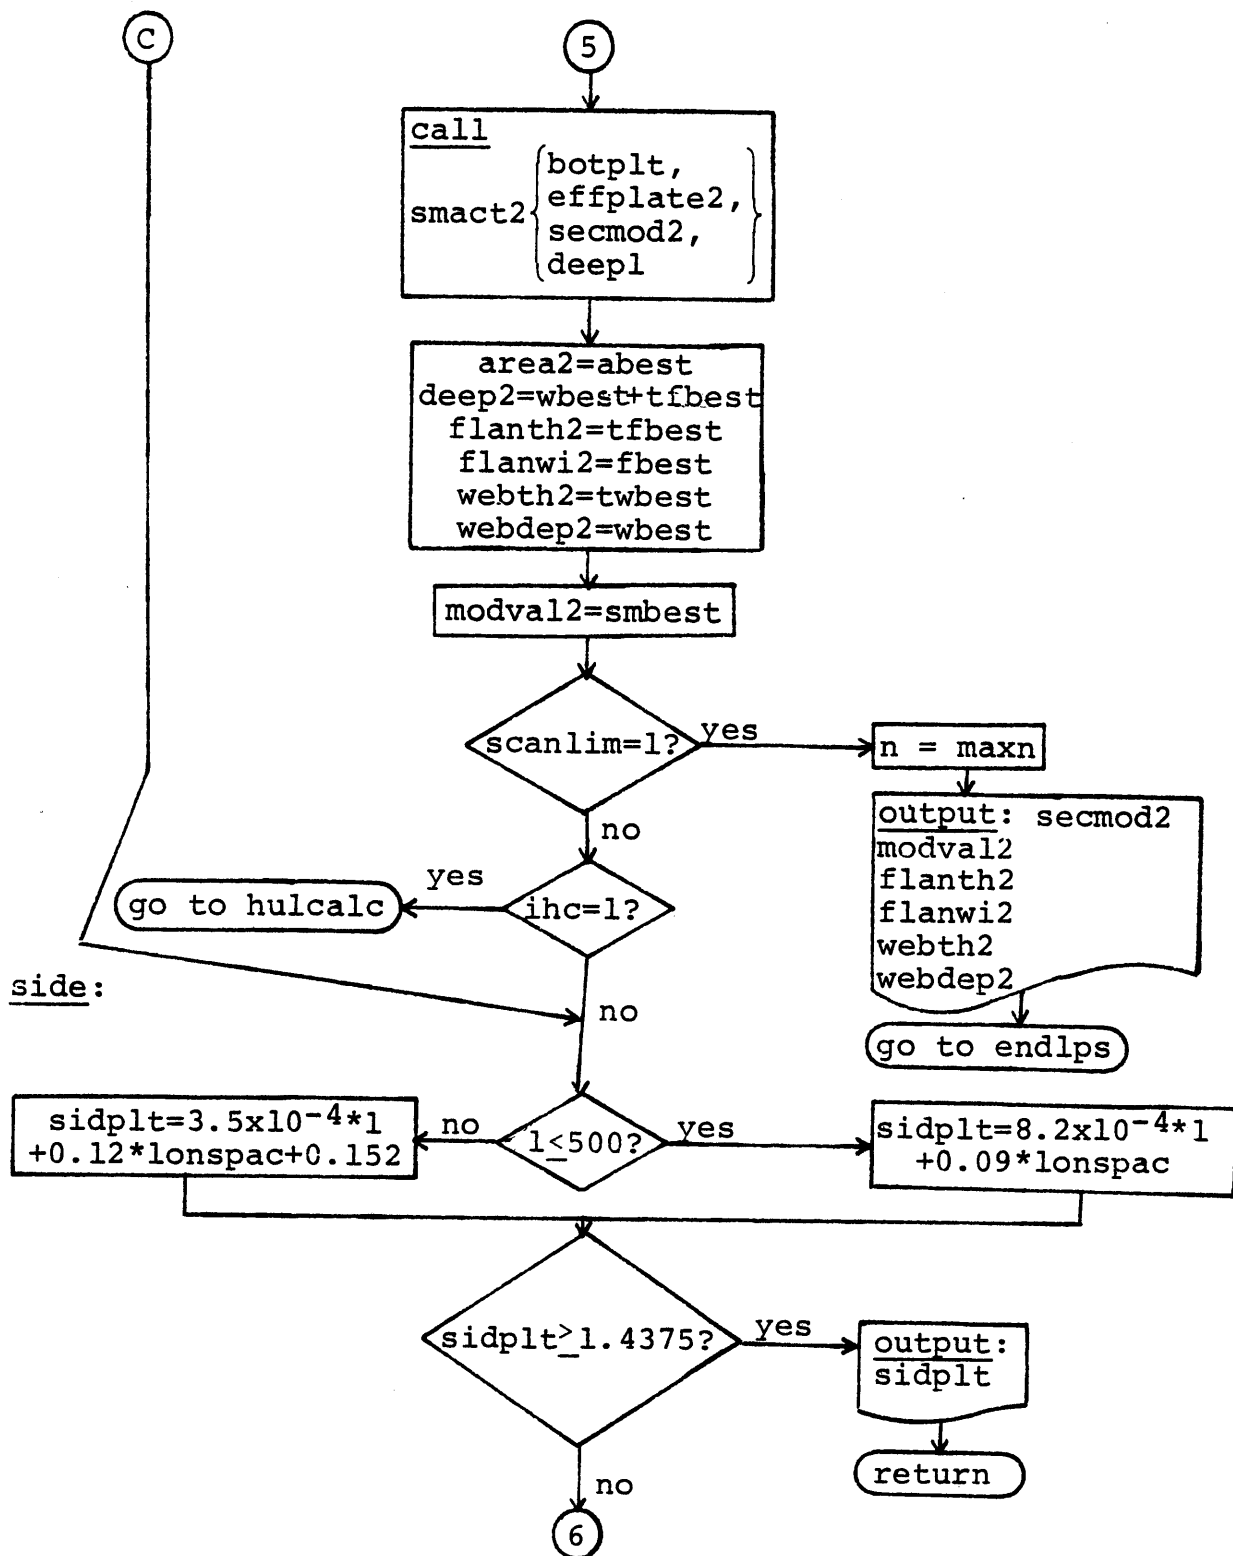 C
5
call
smact2
botplt,
effplate2,
secmod2,
deep1
area2=abest
deep2=wbest+tfbest
flanth2=tfbest
flanwi2=fbest
webth2=twbest
webdep2=wbest
modval2=smbest
scanlim=1?
yes
n = maxn
no
output: secmod2
modval2
flanth2
flanwi2
webth2
webdep2
yes
go to hulcalc
ihc=1?
side:
no
go to endlps
sidplt=3.5x10-4*l
+0.12*lonspac+0.152
no
l≤500?
yes
sidplt=8.2x10-4*l
+0.09*lonspac
sidplt≥1.4375?
yes
output:
sidplt
no
return
6